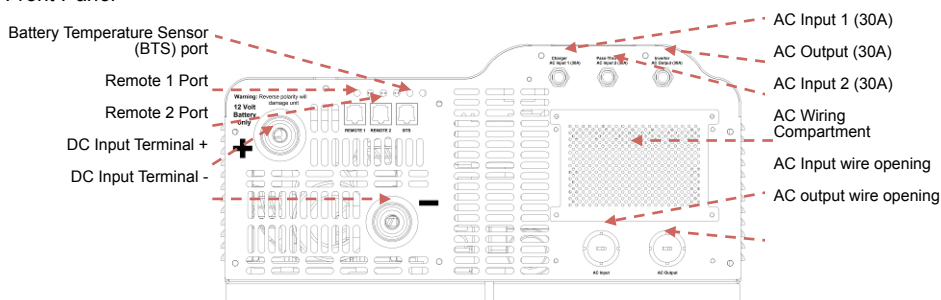 Front Panel
Battery Temperature Sensor
(BTS) port
Remote 1 Port
Remote 2 Port
DC Input Terminal +
DC Input Terminal -
Warning: Reverse polarity will
damage unit!
12 Volt
Battery
only
+
REMOTE 1 REMOTE 2 BTS
-
Charger
AC Input 1 (30A)
Pass-Thru
AC Input 2 (30A)
Inverter
AC Output (30A)
AC Input
AC Output
AC Input 1 (30A)
AC Output (30A)
AC Input 2 (30A)
AC Wiring
Compartment
AC Input wire opening
AC output wire opening